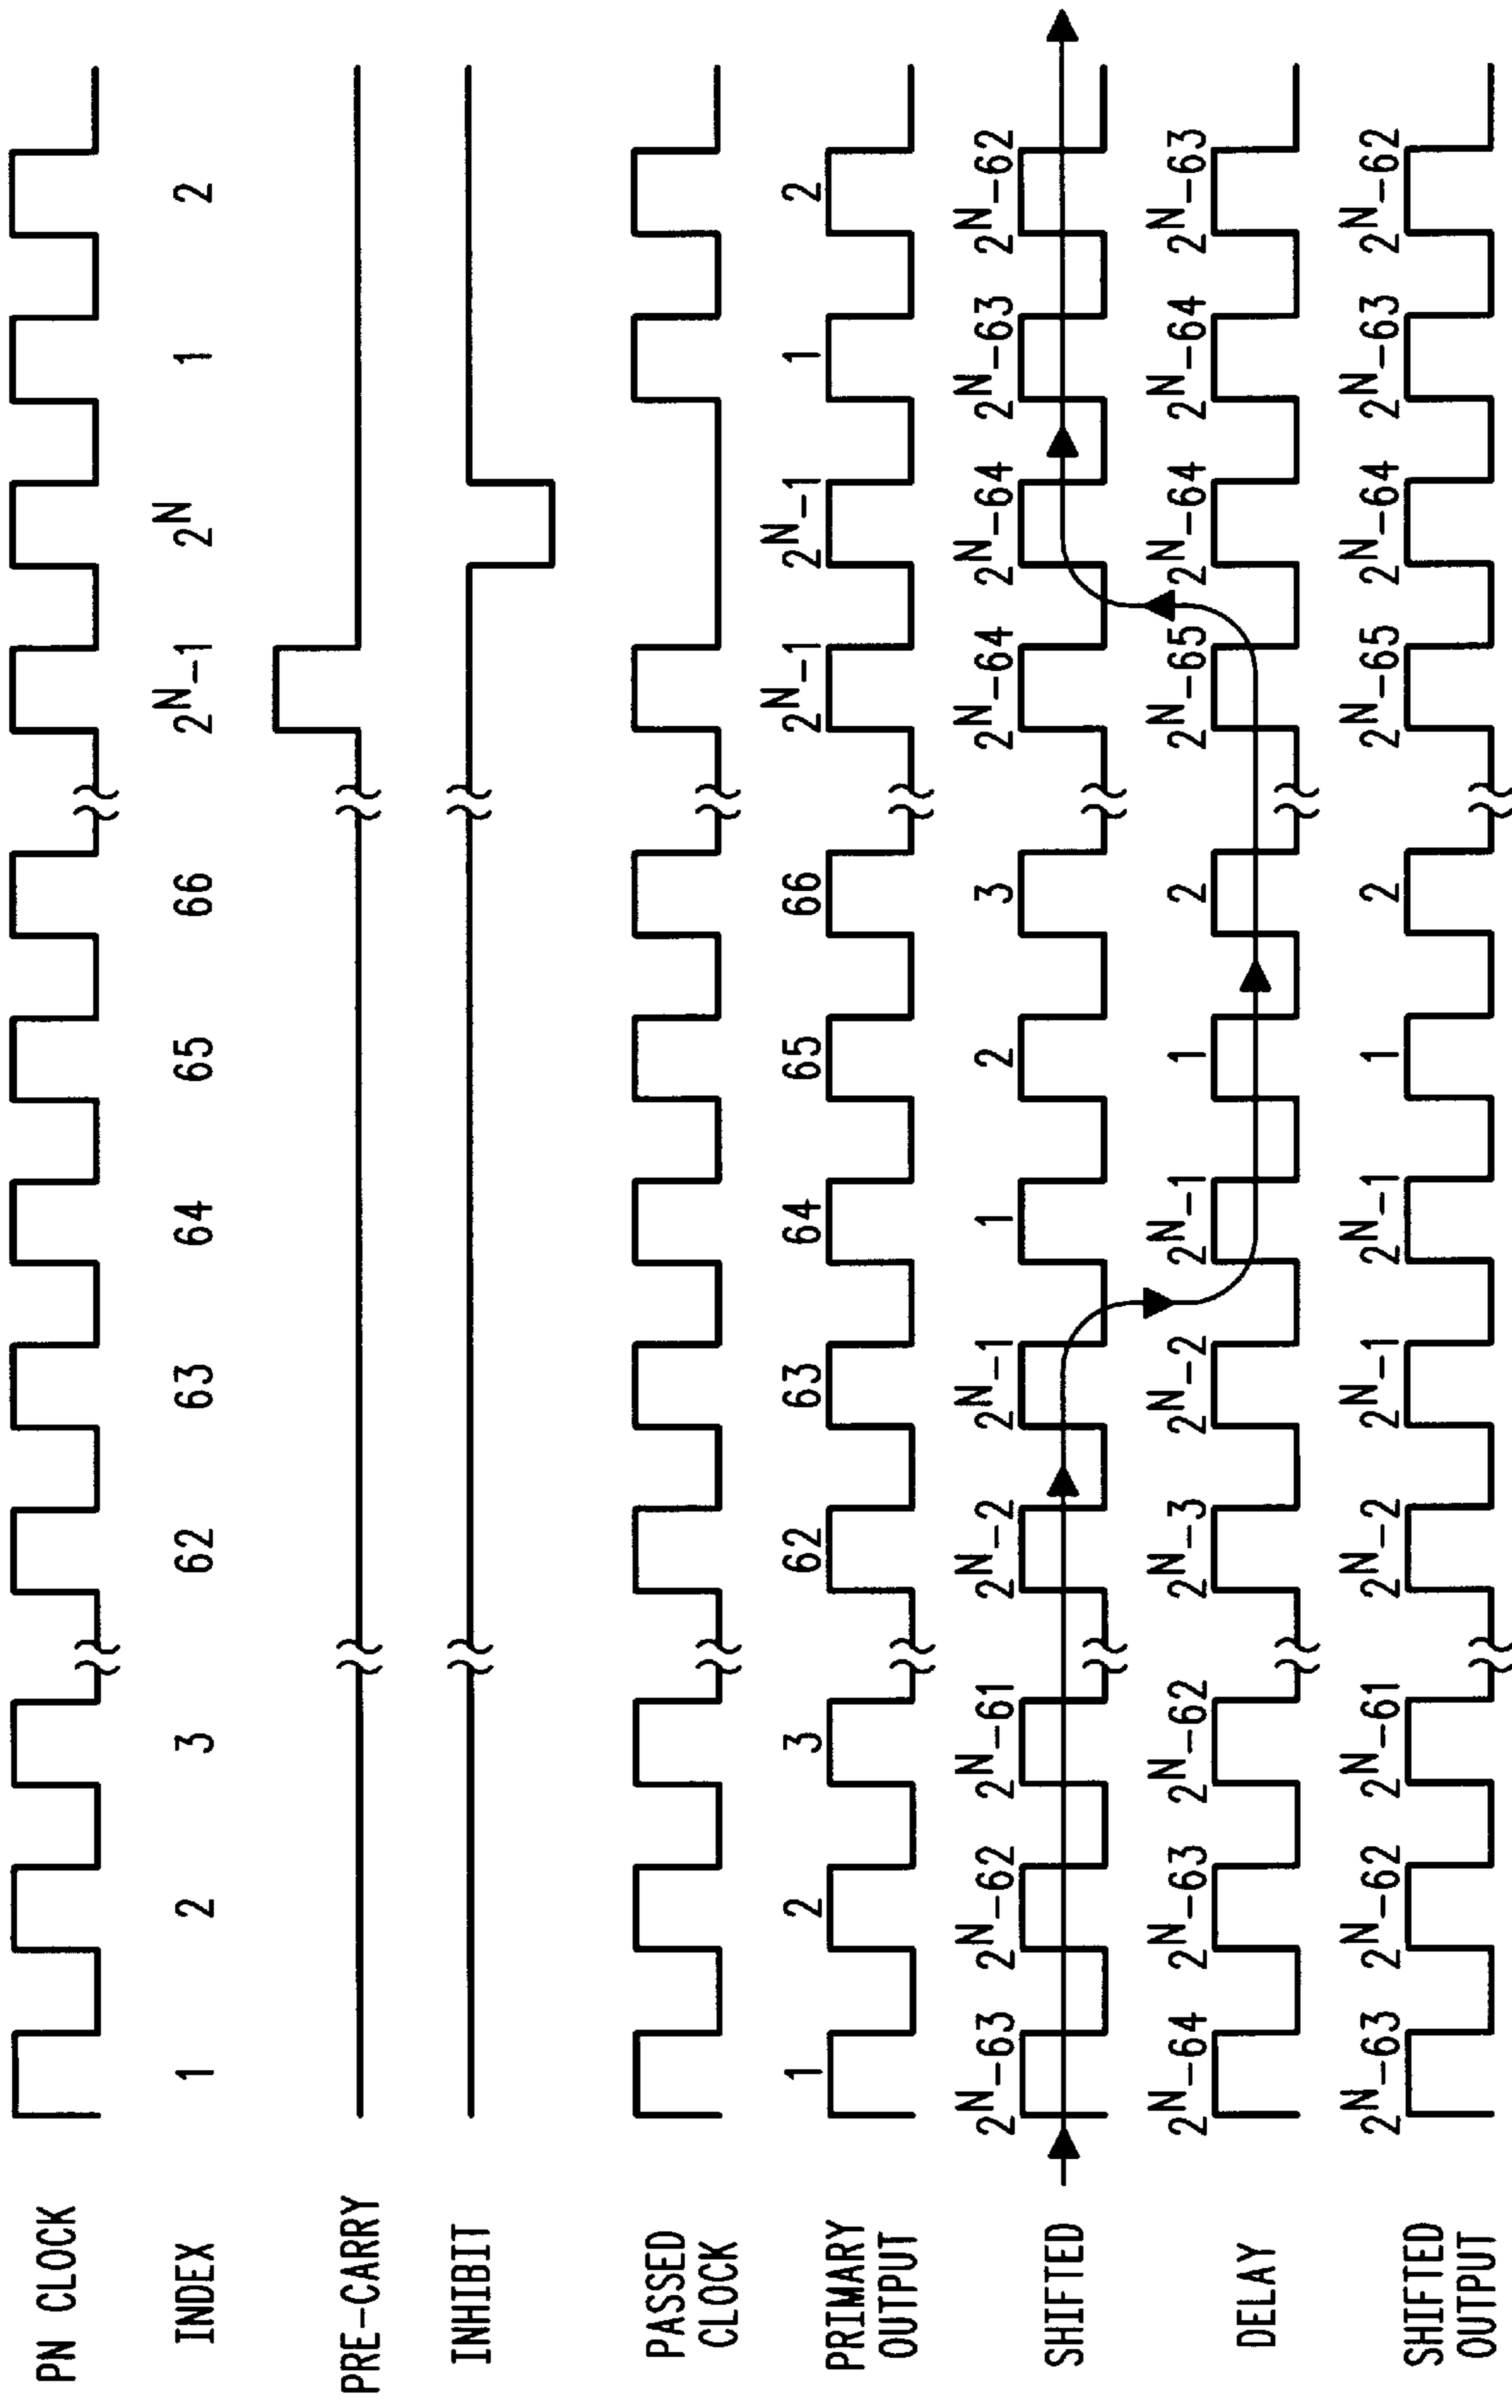 PN CLOCK
INDEX 1 2 3 62 63 64 65 66 2^N-1 2^N 1 2
PRE-CARRY
INHIBIT
PASSED
CLOCK
PRIMARY
OUTPUT
1 2 3 62 63 64 65 66 2^N-1 2^N-1 1 2
SHIFTED
2^N-63 2^N-62 2^N-61 2^N-2 2^N-1 1 2 3 2^N-64 2^N-64 2^N-63 2^N-62
DELAY
2^N-64 2^N-63 2^N-62 2^N-3 2^N-2 2^N-1 1 2 2^N-65 2^N-64 2^N-64 2^N-63
SHIFTED
OUTPUT
2^N-63 2^N-62 2^N-61 2^N-2 2^N-1 2^N-1 1 2 2^N-65 2^N-64 2^N-63 2^N-62